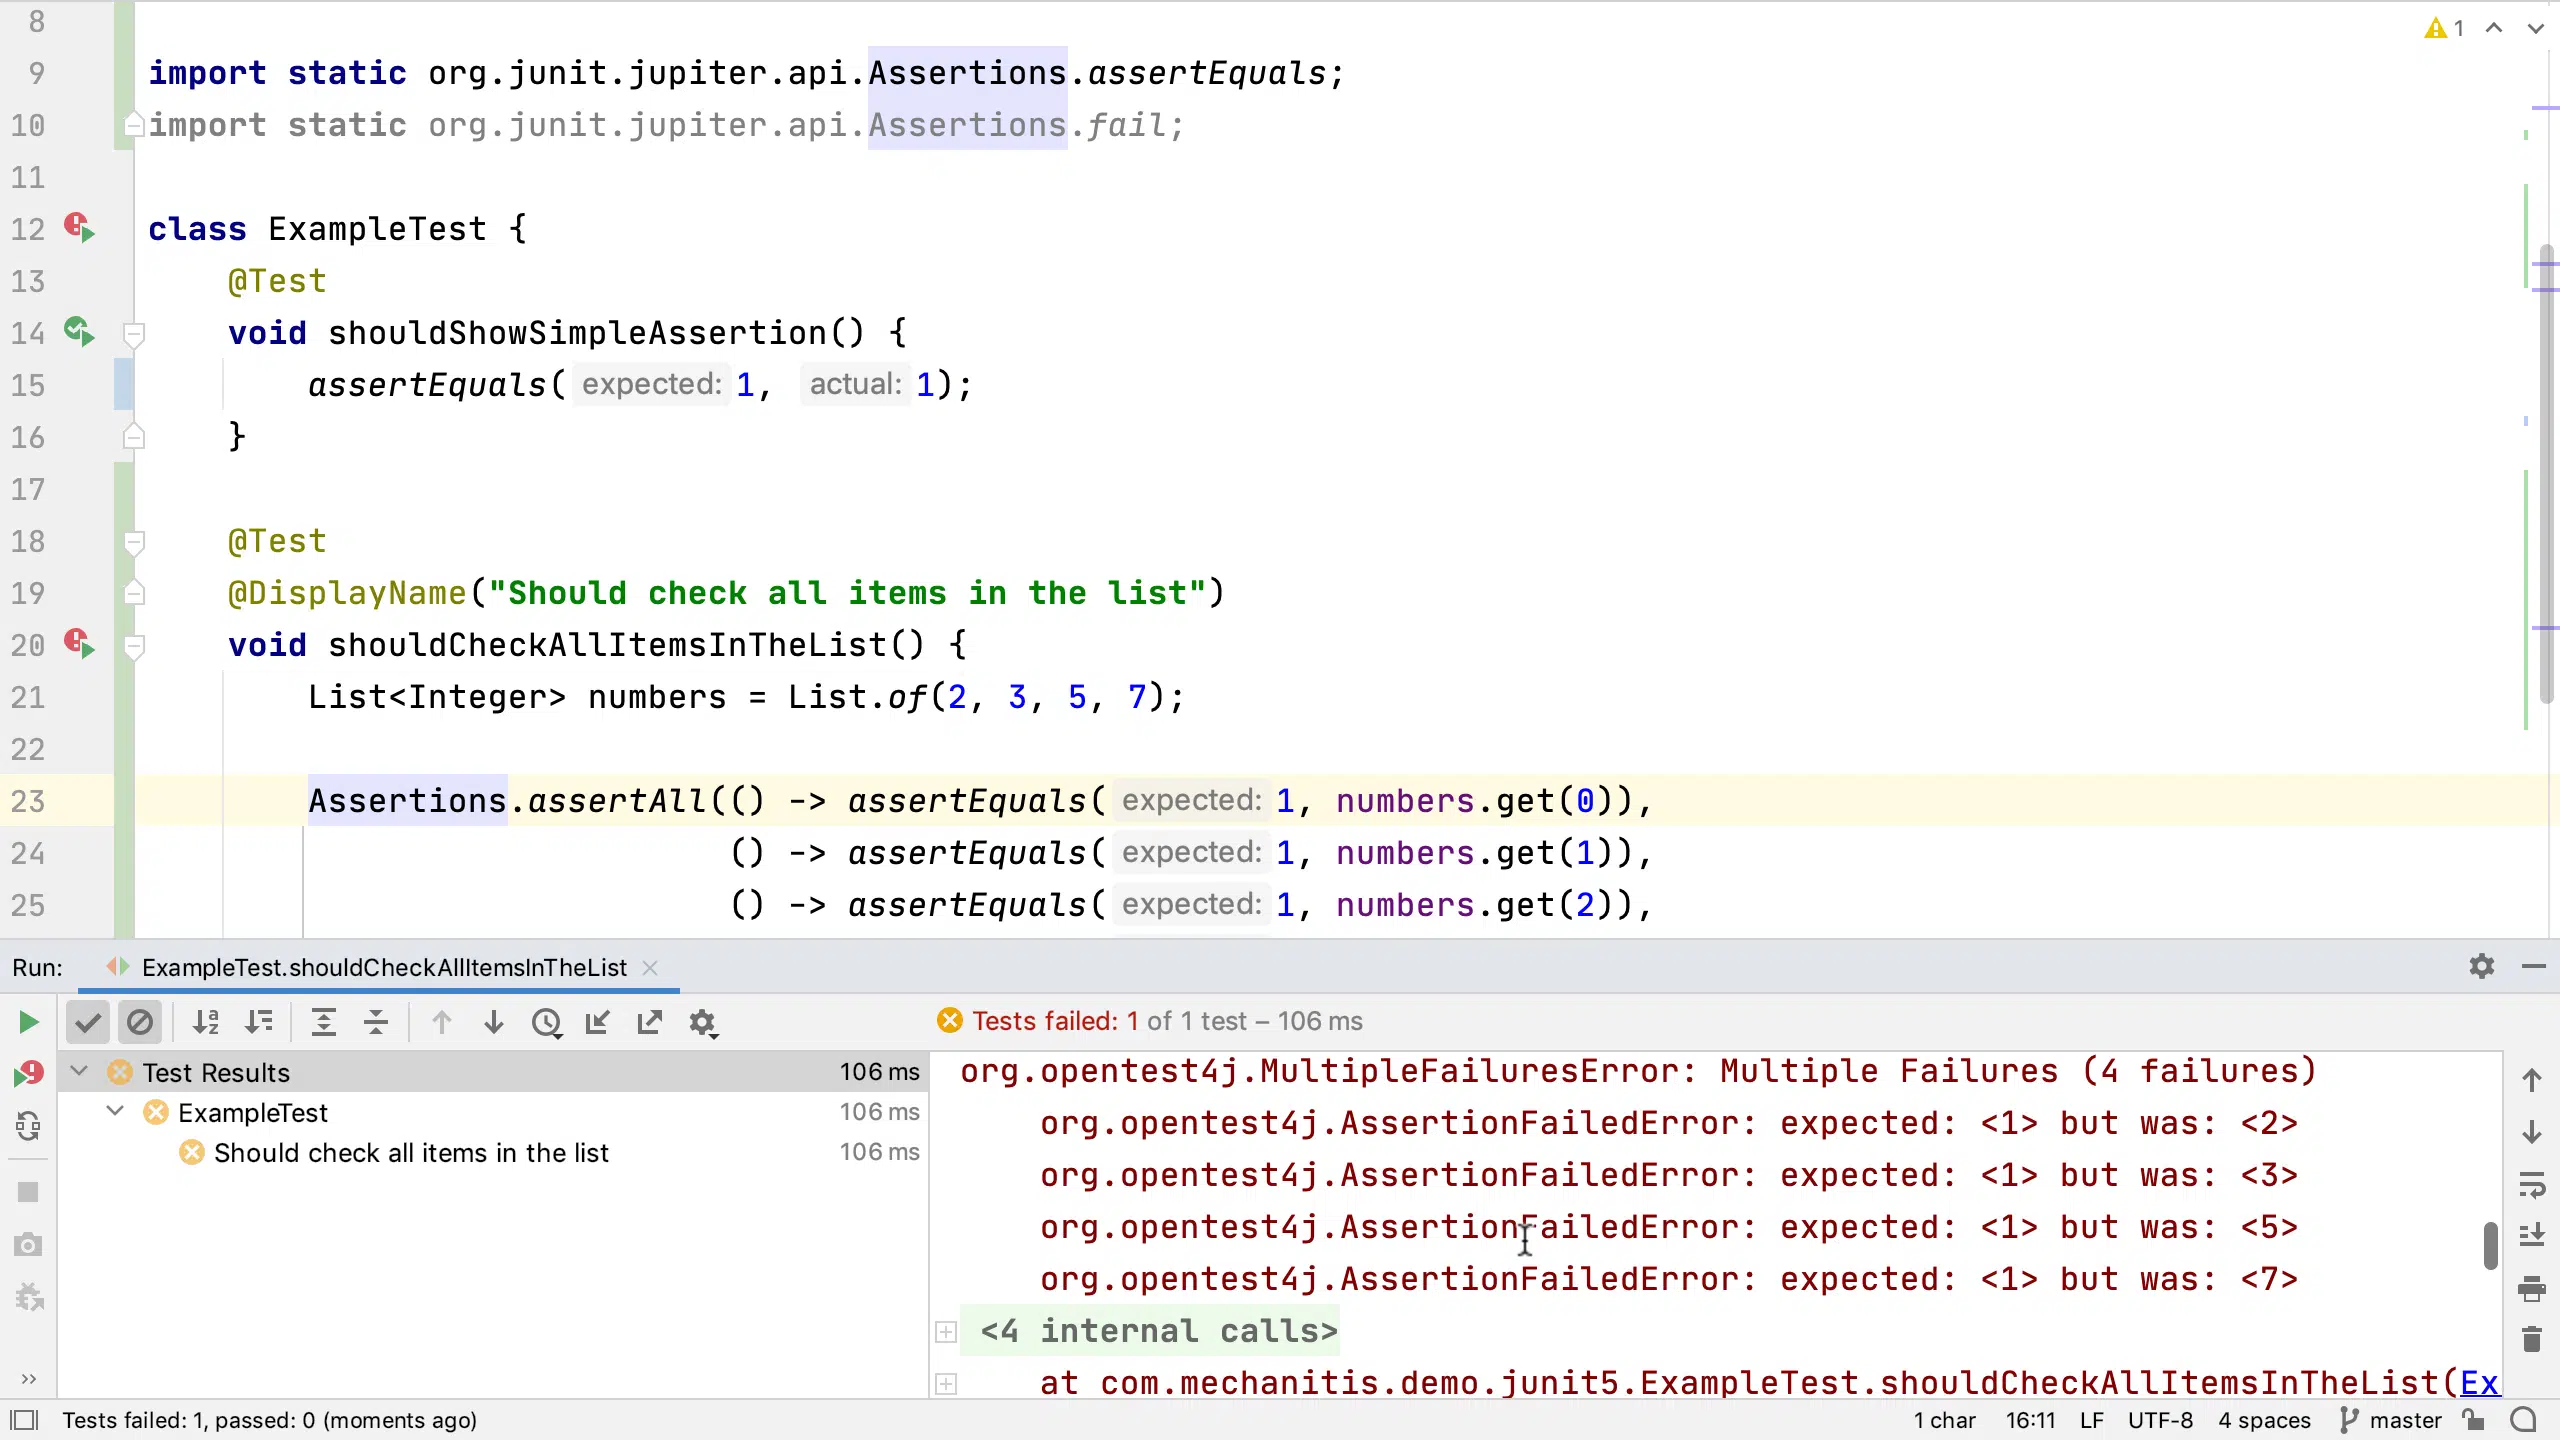 8
1
9 import static org.junit.jupiter.api.Assertions.assertEquals;
10 import static org.junit.jupiter.api.Assertions.fail;
11
12 class ExampleTest {
13 @Test
14 void shouldShowSimpleAssertion() {
15 assertEquals( expected: 1, actual: 1);
16 }
17
18 @Test
19 @DisplayName("Should check all items in the list")
20 void shouldCheckAllItemsInTheList() {
21 List<Integer> numbers = List.of(2, 3, 5, 7);
22
23 Assertions.assertAll(() -> assertEquals( expected: 1, numbers.get(0)),
24 () -> assertEquals( expected: 1, numbers.get(1)),
25 () -> assertEquals( expected: 1, numbers.get(2)),
Run: ExampleTest.shouldCheckAllItemsInTheList
Tests failed: 1 of 1 test – 106 ms
Test Results 106 ms
ExampleTest 106 ms
Should check all items in the list 106 ms
org.opentest4j.MultipleFailuresError: Multiple Failures (4 failures)
org.opentest4j.AssertionFailedError: expected: <1> but was: <2>
org.opentest4j.AssertionFailedError: expected: <1> but was: <3>
org.opentest4j.AssertionFailedError: expected: <1> but was: <5>
org.opentest4j.AssertionFailedError: expected: <1> but was: <7>
<4 internal calls>
at com.mechanitis.demo.junit5.ExampleTest.shouldCheckAllItemsInTheList(Ex
Tests failed: 1, passed: 0 (moments ago)
1 char 16:11 LF UTF-8 4 spaces master